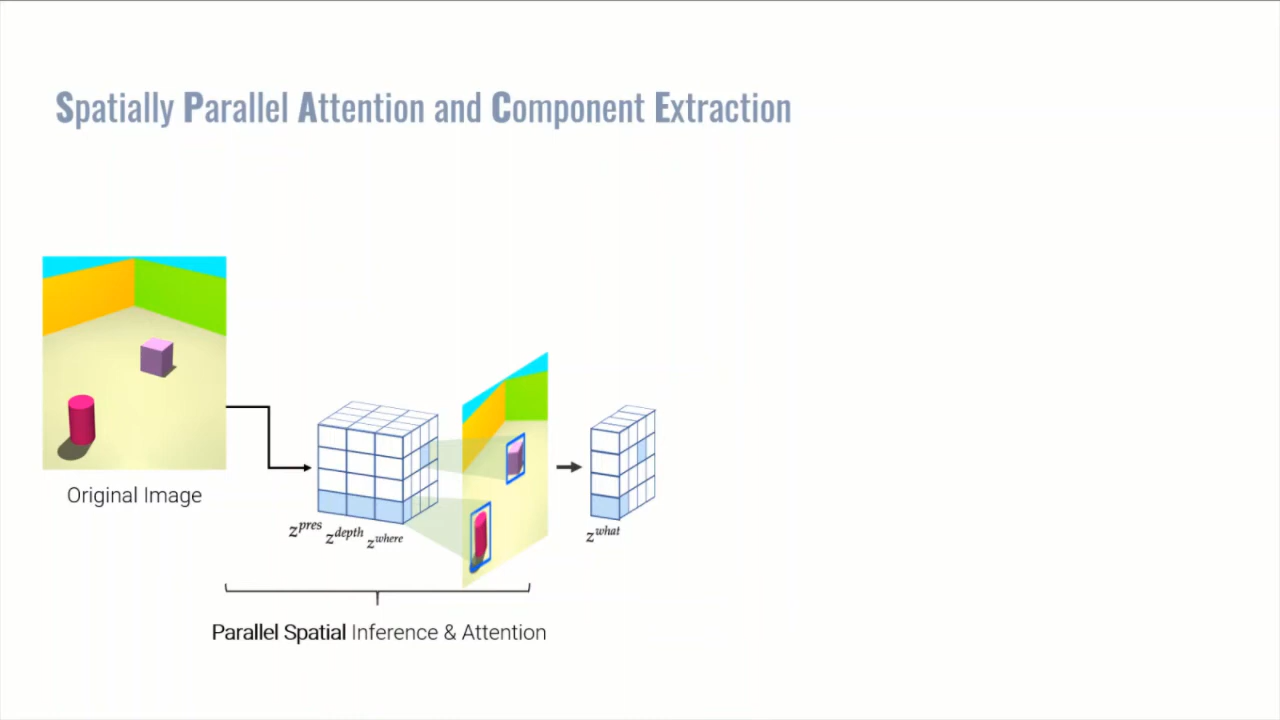 Spatially Parallel Attention and Component Extraction
Original Image
z^pres z^depth z^where
z^what
Parallel Spatial Inference & Attention